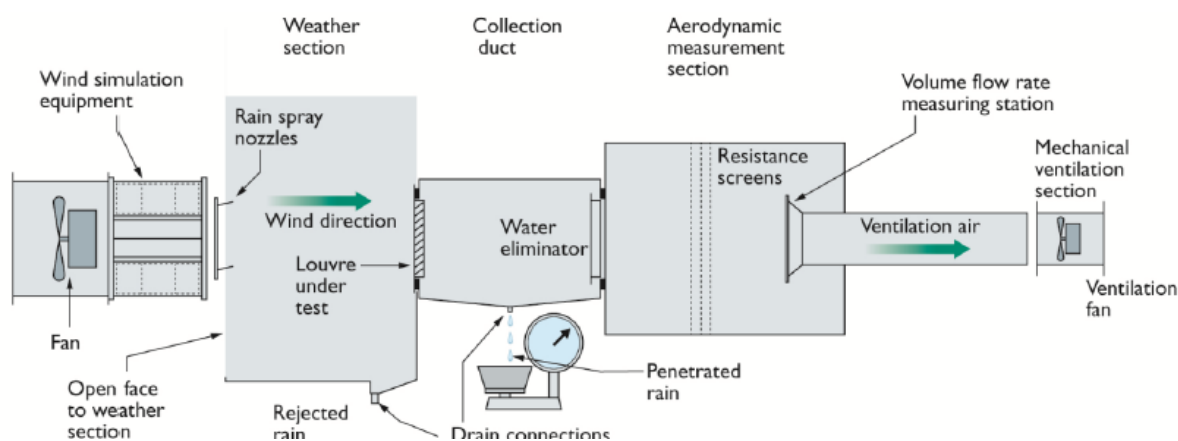 Weather
section
Collection
duct
Aerodynamic
measurement
section
Wind simulation
equipment
Rain spray
nozzles
Volume flow rate
measuring station
Mechanical
ventilation
section
Resistance
screens
Wind direction
Water
eliminator
Ventilation air
Louvre
under
test
Ventilation
fan
Fan
Open face
to weather
section
Rejected
rain
Drain connections
Penetrated
rain